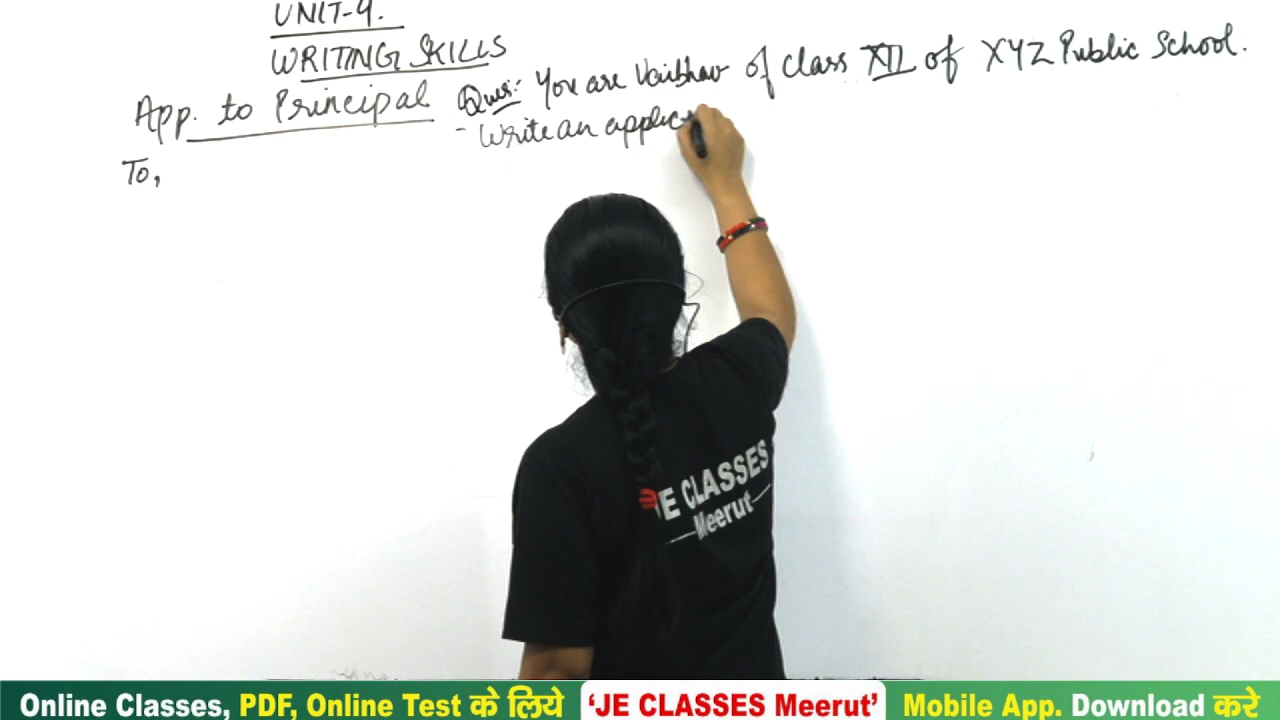 UNIT-4.
WRITING SKILLS
App. to Principal
Ques:- You are Vaibhav of class XII of XYZ Public School.
- Write an applica
To,
JE CLASSES
Meerut
Online Classes, PDF, Online Test के लिये 'JE CLASSES Meerut' Mobile App. Download करे